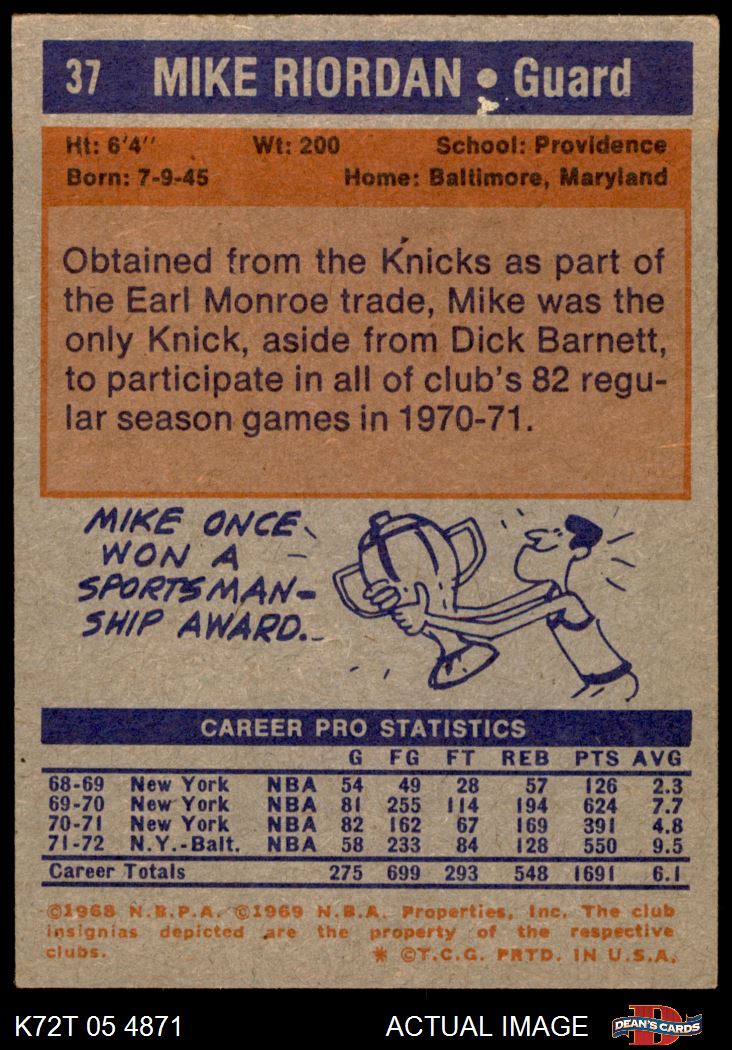 37 MIKE RIORDAN • Guard
Ht: 6'4" Wt: 200 School: Providence
Born: 7-9-45 Home: Baltimore, Maryland
Obtained from the Knicks as part of
the Earl Monroe trade, Mike was the
only Knick, aside from Dick Barnett,
to participate in all of club's 82 regu-
lar season games in 1970-71.
MIKE ONCE
WON A
SPORTSMAN-
SHIP AWARD.
CAREER PRO STATISTICS
G FG FT REB PTS AVG
68-69 New York NBA 54 49 28 57 126 2.3
69-70 New York NBA 81 255 114 194 624 7.7
70-71 New York NBA 82 162 67 169 391 4.8
71-72 N.Y.-Balt. NBA 58 233 84 128 550 9.5
Career Totals 275 699 293 548 1691 6.1
©1968 N.B.P.A. ©1969 N.B.A. Properties, Inc. The club
insignias depicted are the property of the respective
clubs. * ©T.C.G. PRTD. IN U.S.A.
K72T 05 4871 ACTUAL IMAGE D DEAN'S CARDS